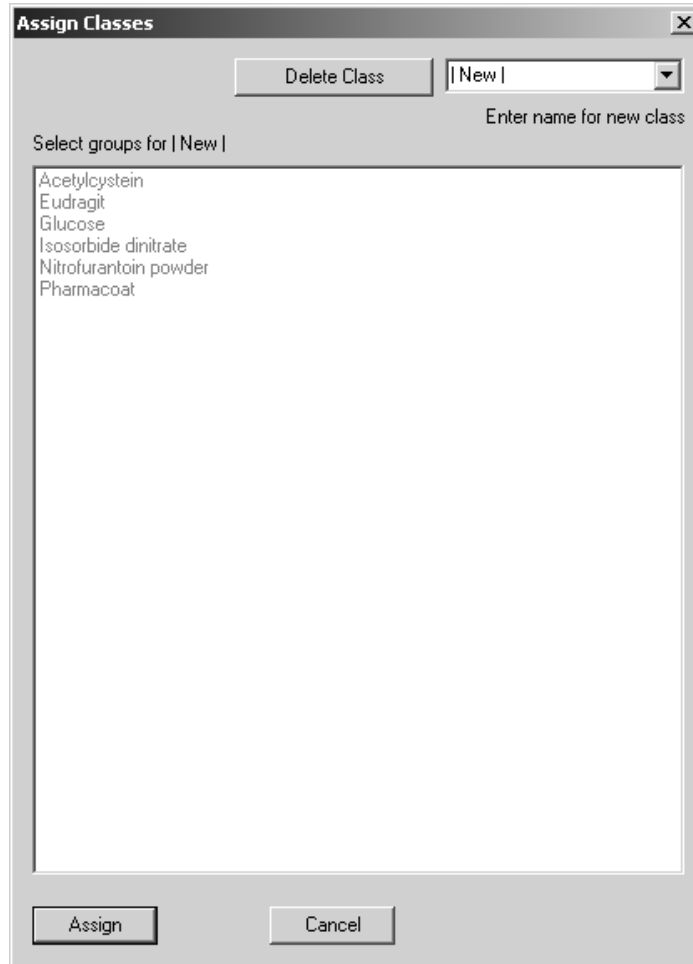 Assign Classes
Delete Class
| New |
Enter name for new class
Select groups for | New |
Acetylcystein
Eudragit
Glucose
Isosorbide dinitrate
Nitrofurantoin powder
Pharmacoat
Assign
Cancel